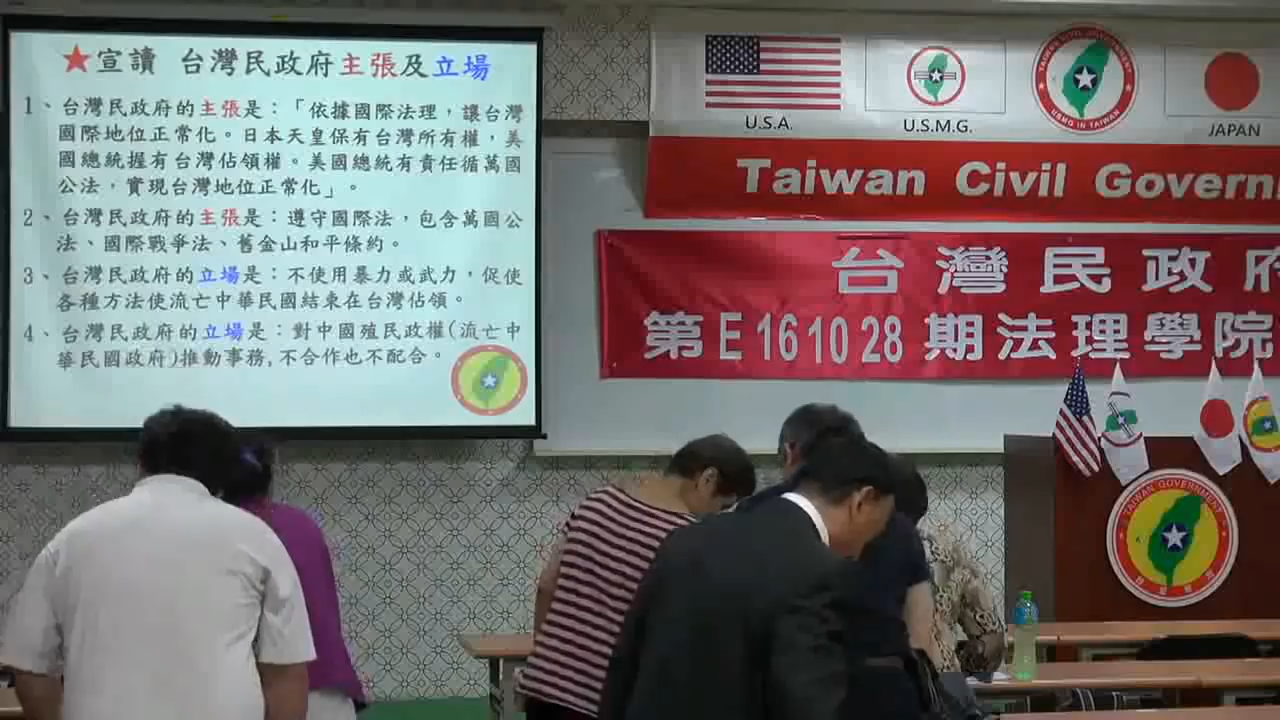 ★宣讀 台灣民政府主張及立場
1、台灣民政府的主張是：「依據國際法理，讓台灣
國際地位正常化。日本天皇保有台灣所有權，美
國總統握有台灣佔領權。美國總統有責任循萬國
公法，實現台灣地位正常化」。
2、台灣民政府的主張是：遵守國際法，包含萬國公
法、國際戰爭法、舊金山和平條約。
3、台灣民政府的立場是：不使用暴力或武力，促使
各種方法使流亡中華民國結束在台灣佔領。
4、台灣民政府的立場是：對中國殖民政權(流亡中
華民國政府)推動事務,不合作也不配合。
U.S.A.
U.S.M.G.
TAIWAN CIVIL GOVERNMENT
USMG IN TAIWAN
JAPAN
Taiwan Civil Governm
台灣民政府
第E161028期法理學院
TAIWAN GOVERNMENT